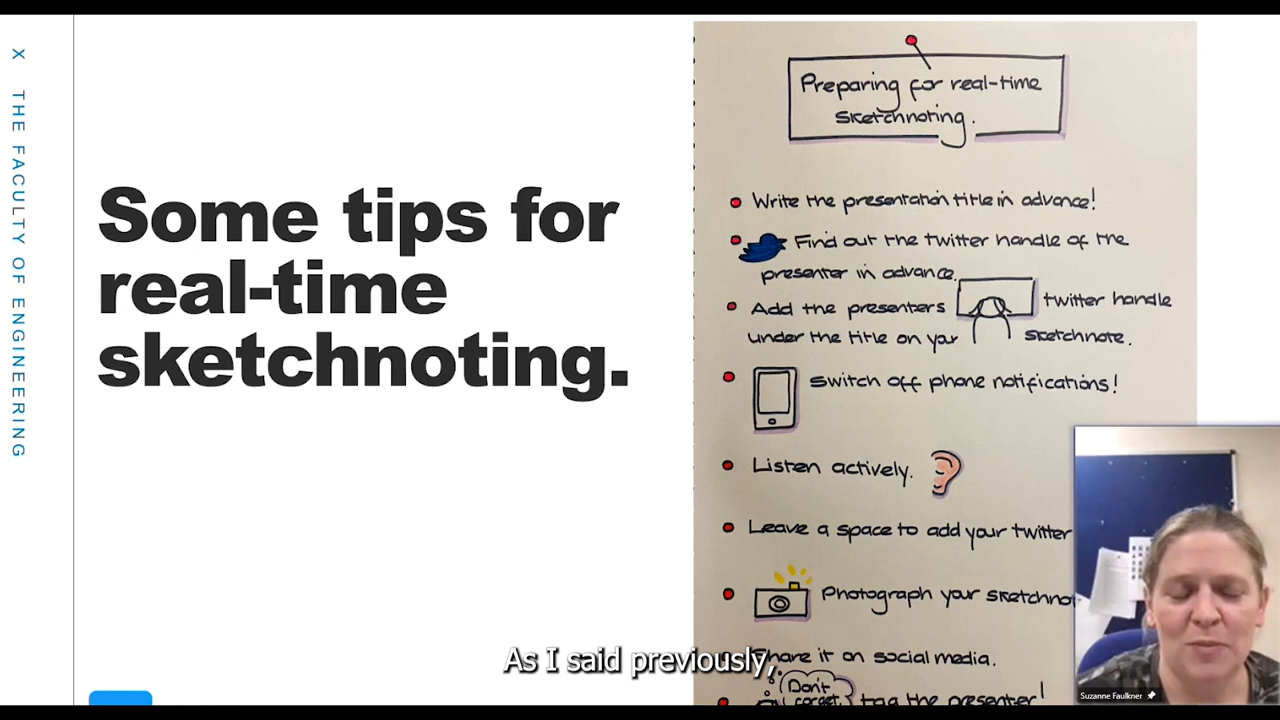 X THE FACULTY OF ENGINEERING
Some tips for
real-time
sketchnoting.
Preparing for real-time
sketchnoting.
Write the presentation title in advance!
Find out the twitter handle of the
presenter in advance.
Add the presenters twitter handle
under the title on your sketchnote.
Switch off phone notifications!
Listen actively.
Leave a space to add your twitter
Photograph your sketchno
Share it on social media.
Don't
forget tag the presenter!
As I said previously,
Suzanne Faulkner